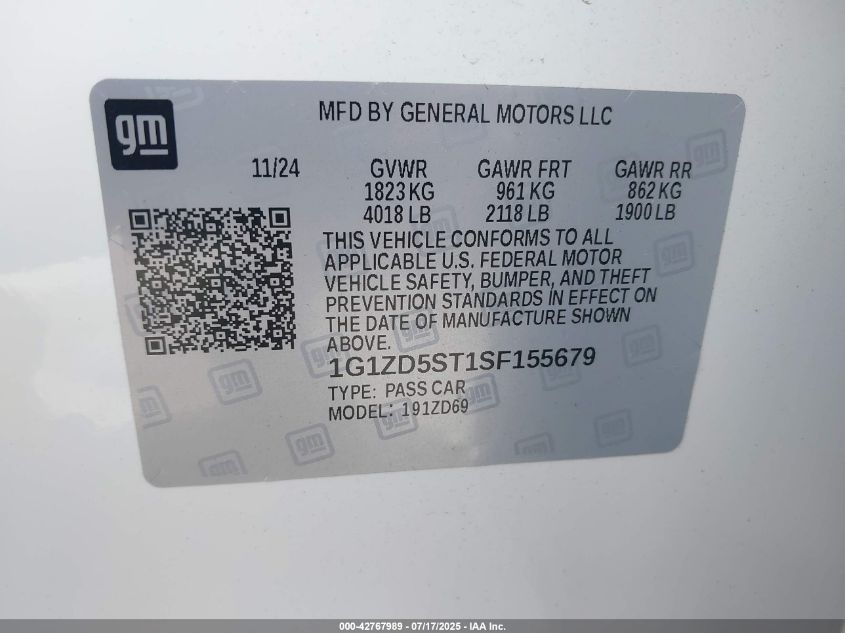 gm
MFD BY GENERAL MOTORS LLC
11/24 GVWR GAWR FRT GAWR RR
1823 KG 961 KG 862 KG
4018 LB 2118 LB 1900 LB
THIS VEHICLE CONFORMS TO ALL
APPLICABLE U.S. FEDERAL MOTOR
VEHICLE SAFETY, BUMPER, AND THEFT
PREVENTION STANDARDS IN EFFECT ON
THE DATE OF MANUFACTURE SHOWN
ABOVE.
1G1ZD5ST1SF155679
TYPE: PASS CAR
MODEL: 191ZD69
000-42767989 - 07/17/2025 - IAA Inc.